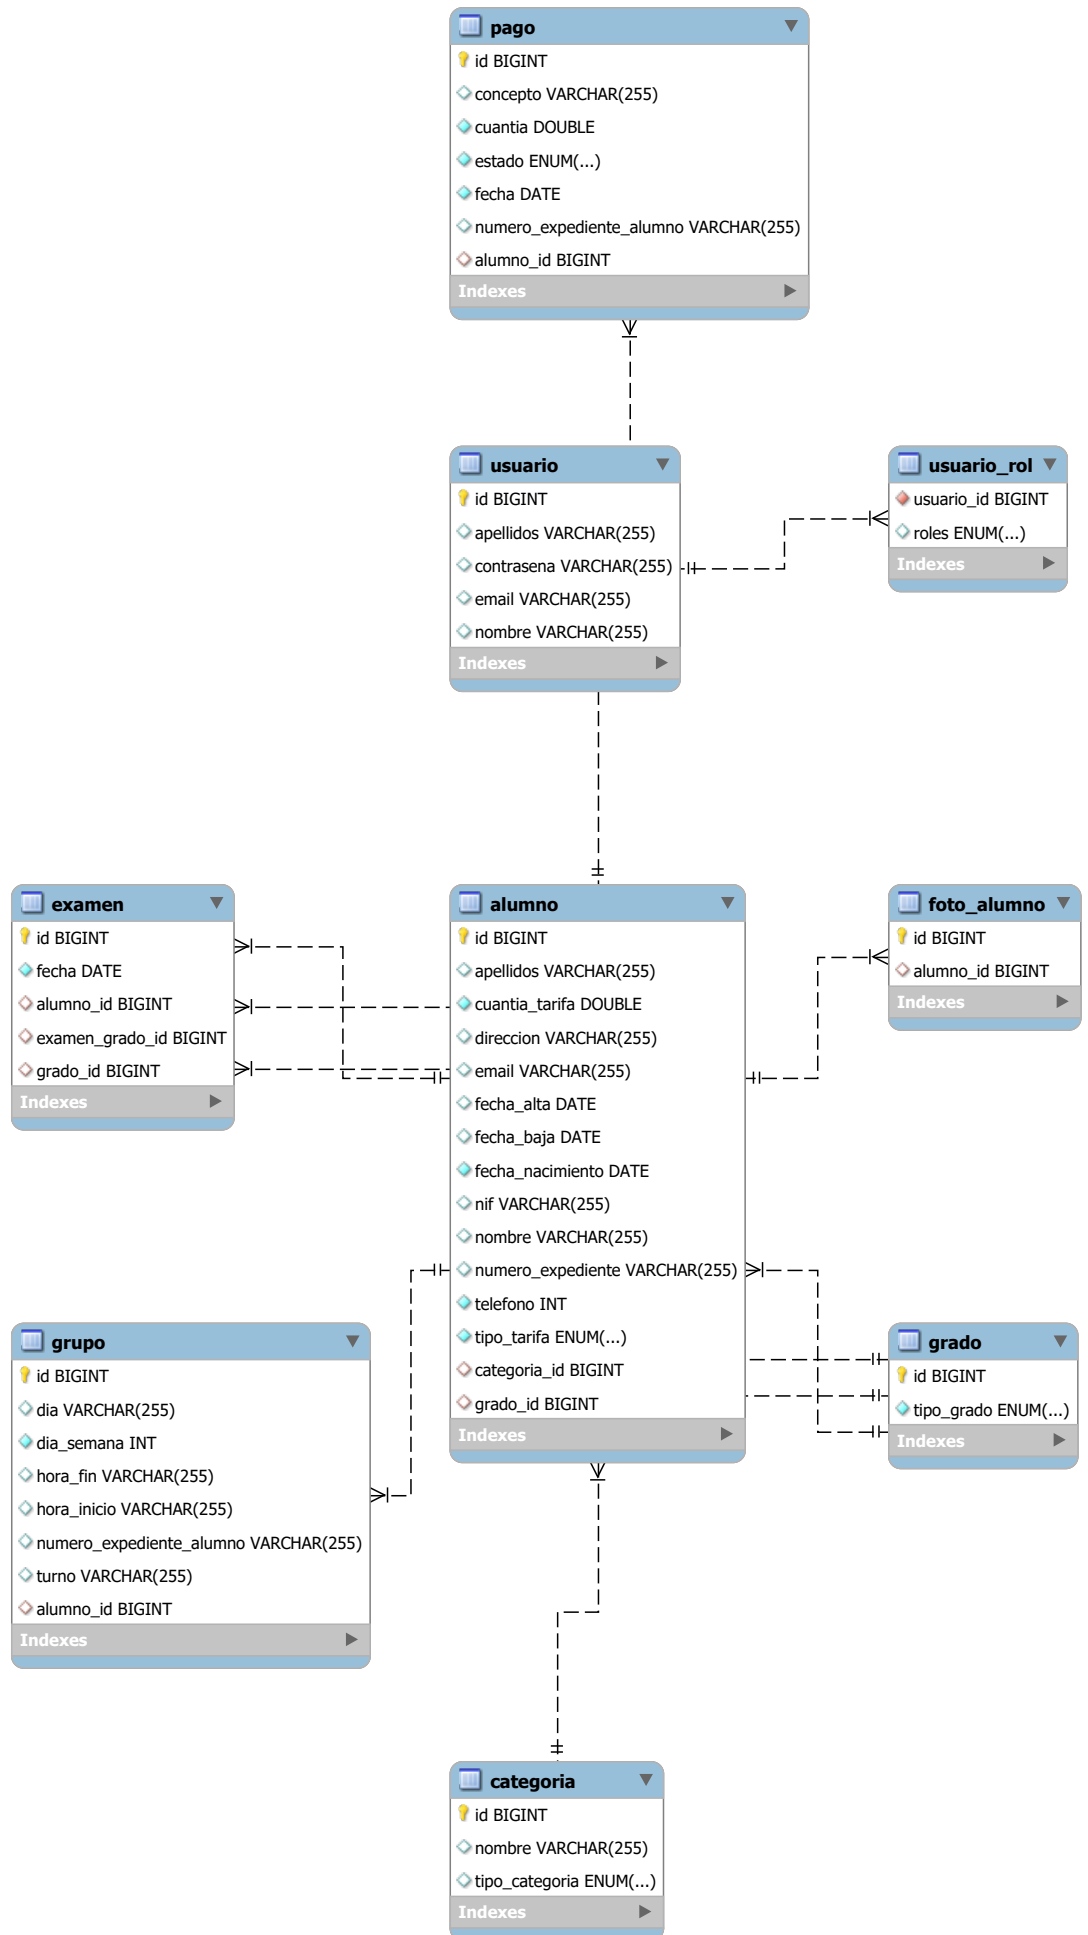 pago
id BIGINT
concepto VARCHAR(255)
cuantia DOUBLE
estado ENUM(...)
fecha DATE
numero_expediente_alumno VARCHAR(255)
alumno_id BIGINT
Indexes
usuario
id BIGINT
apellidos VARCHAR(255)
contrasena VARCHAR(255)
email VARCHAR(255)
nombre VARCHAR(255)
Indexes
usuario_rol
usuario_id BIGINT
roles ENUM(...)
Indexes
examen
id BIGINT
fecha DATE
alumno_id BIGINT
examen_grado_id BIGINT
grado_id BIGINT
Indexes
alumno
id BIGINT
apellidos VARCHAR(255)
cuantia_tarifa DOUBLE
direccion VARCHAR(255)
email VARCHAR(255)
fecha_alta DATE
fecha_baja DATE
fecha_nacimiento DATE
nif VARCHAR(255)
nombre VARCHAR(255)
numero_expediente VARCHAR(255)
telefono INT
tipo_tarifa ENUM(...)
categoria_id BIGINT
grado_id BIGINT
Indexes
foto_alumno
id BIGINT
alumno_id BIGINT
Indexes
grupo
id BIGINT
dia VARCHAR(255)
dia_semana INT
hora_fin VARCHAR(255)
hora_inicio VARCHAR(255)
numero_expediente_alumno VARCHAR(255)
turno VARCHAR(255)
alumno_id BIGINT
Indexes
grado
id BIGINT
tipo_grado ENUM(...)
Indexes
categoria
id BIGINT
nombre VARCHAR(255)
tipo_categoria ENUM(...)
Indexes